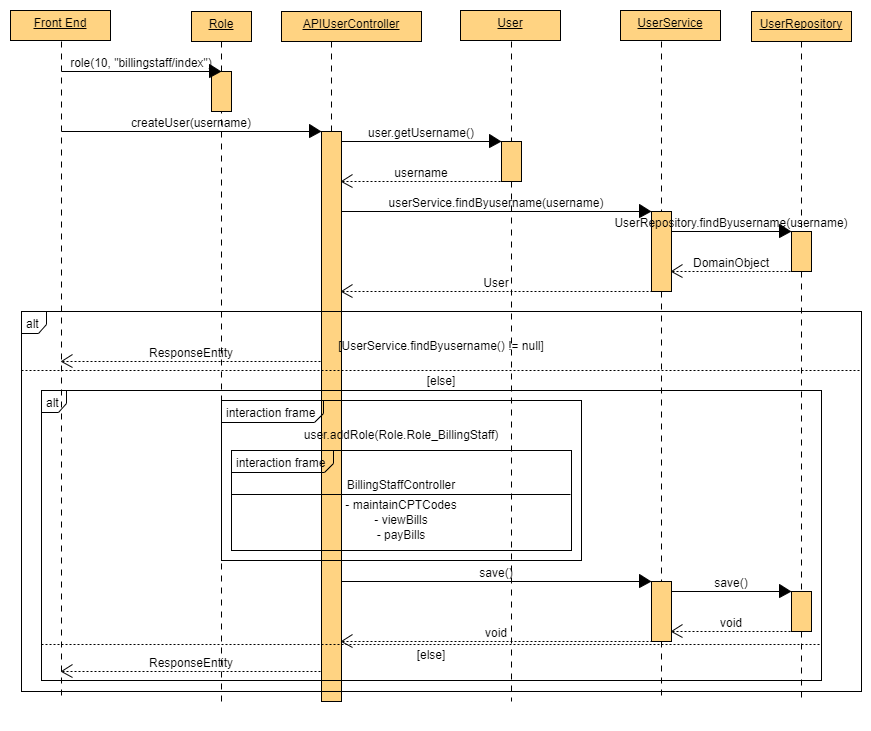 Front End
Role
APIUserController
User
UserService
UserRepository
role(10, "billingstaff/index")
createUser(username)
user.getUsername()
username
userService.findByusername(username)
UserRepository.findByusername(username)
DomainObject
User
alt
[UserService.findByusername() != null]
ResponseEntity
[else]
alt
interaction frame
user.addRole(Role.Role_BillingStaff)
interaction frame
BillingStaffController
- maintainCPTCodes
- viewBills
- payBills
save()
save()
void
void
[else]
ResponseEntity